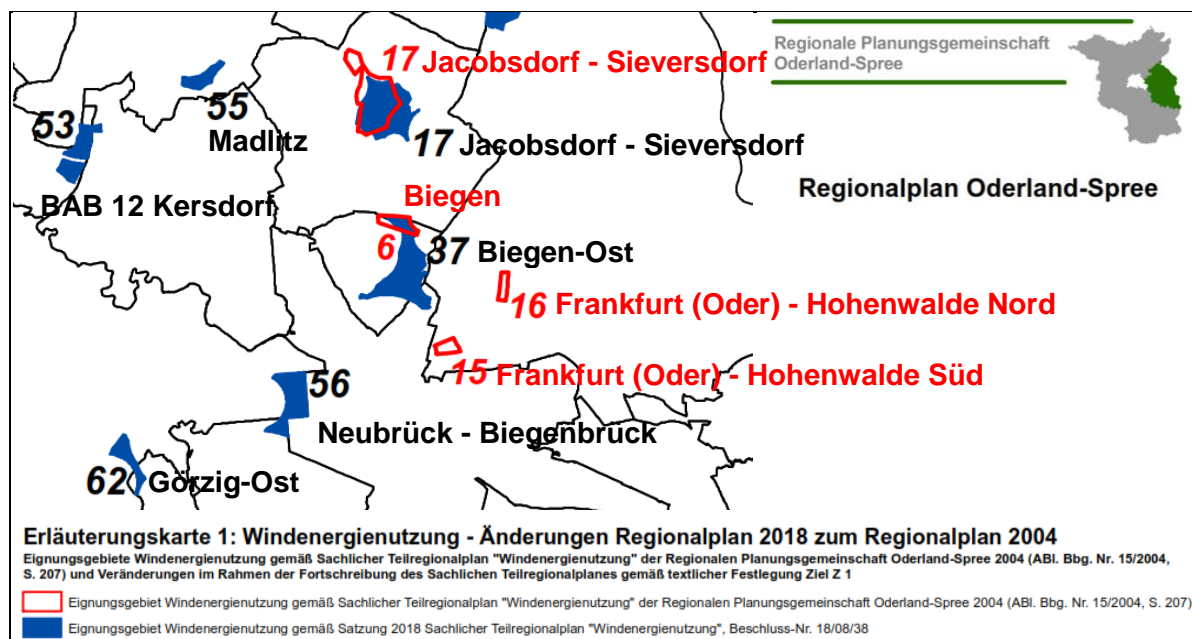 17 Jacobsdorf - Sieversdorf
Regionale Planungsgemeinschaft
Oderland-Spree
55
Madlitz
53
17 Jacobsdorf - Sieversdorf
Regionalplan Oderland-Spree
BAB 12 Kersdorf
Biegen
6
37 Biegen-Ost
16 Frankfurt (Oder) - Hohenwalde Nord
15 Frankfurt (Oder) - Hohenwalde Süd
56
Neubrück - Biegenbrück
62 Görzig-Ost
Erläuterungskarte 1: Windenergienutzung - Änderungen Regionalplan 2018 zum Regionalplan 2004
Eignungsgebiete Windenergienutzung gemäß Sachlicher Teilregionalplan "Windenergienutzung" der Regionalen Planungsgemeinschaft Oderland-Spree 2004 (ABl. Bbg. Nr. 15/2004,
S. 207) und Veränderungen im Rahmen der Fortschreibung des Sachlichen Teilregionalplanes gemäß textlicher Festlegung Ziel Z 1
Eignungsgebiet Windenergienutzung gemäß Sachlicher Teilregionalplan "Windenergienutzung" der Regionalen Planungsgemeinschaft Oderland-Spree 2004 (ABl. Bbg. Nr. 15/2004, S. 207)
Eignungsgebiet Windenergienutzung gemäß Satzung 2018 Sachlicher Teilregionalplan "Windenergienutzung", Beschluss-Nr. 18/08/38